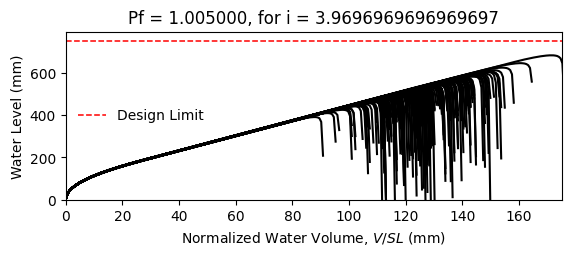 Pf = 1.005000, for i = 3.9696969696969697
Water Level (mm)
600
400
200
0
Design Limit
0 20 40 60 80 100 120 140 160
Normalized Water Volume, V/SL (mm)